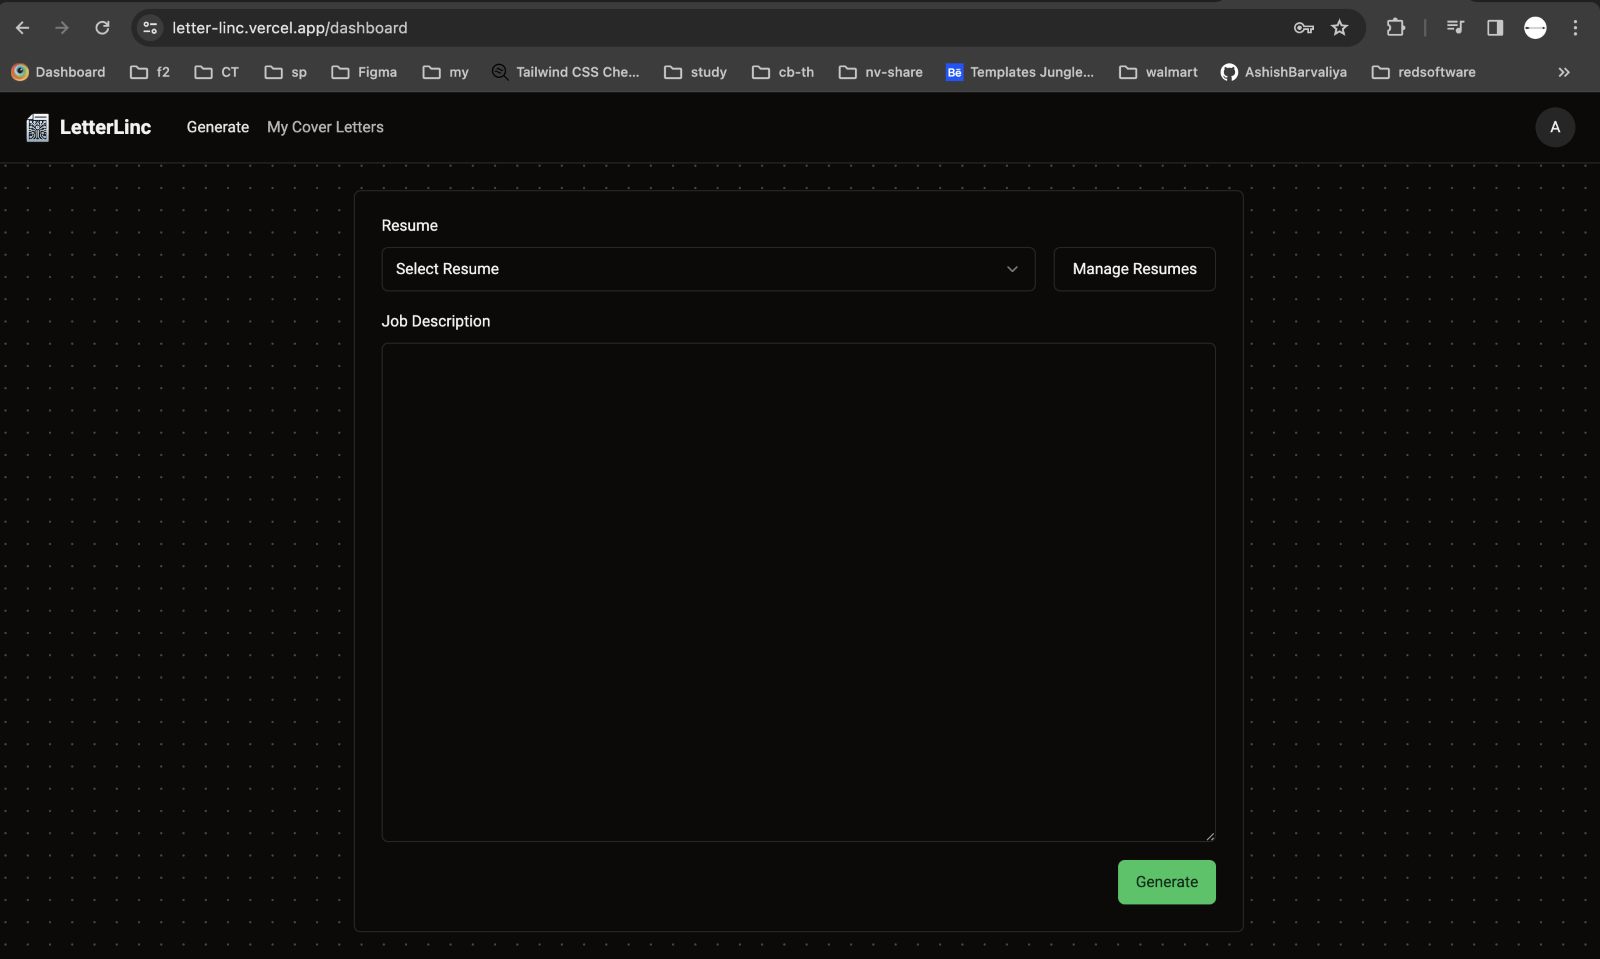 letter-linc.vercel.app/dashboard
Dashboard f2 CT sp Figma my Tailwind CSS Che... study cb-th nv-share Bē Templates Jungle... walmart AshishBarvaliya redsoftware
LetterLinc Generate My Cover Letters A
Resume
Select Resume Manage Resumes
Job Description
Generate